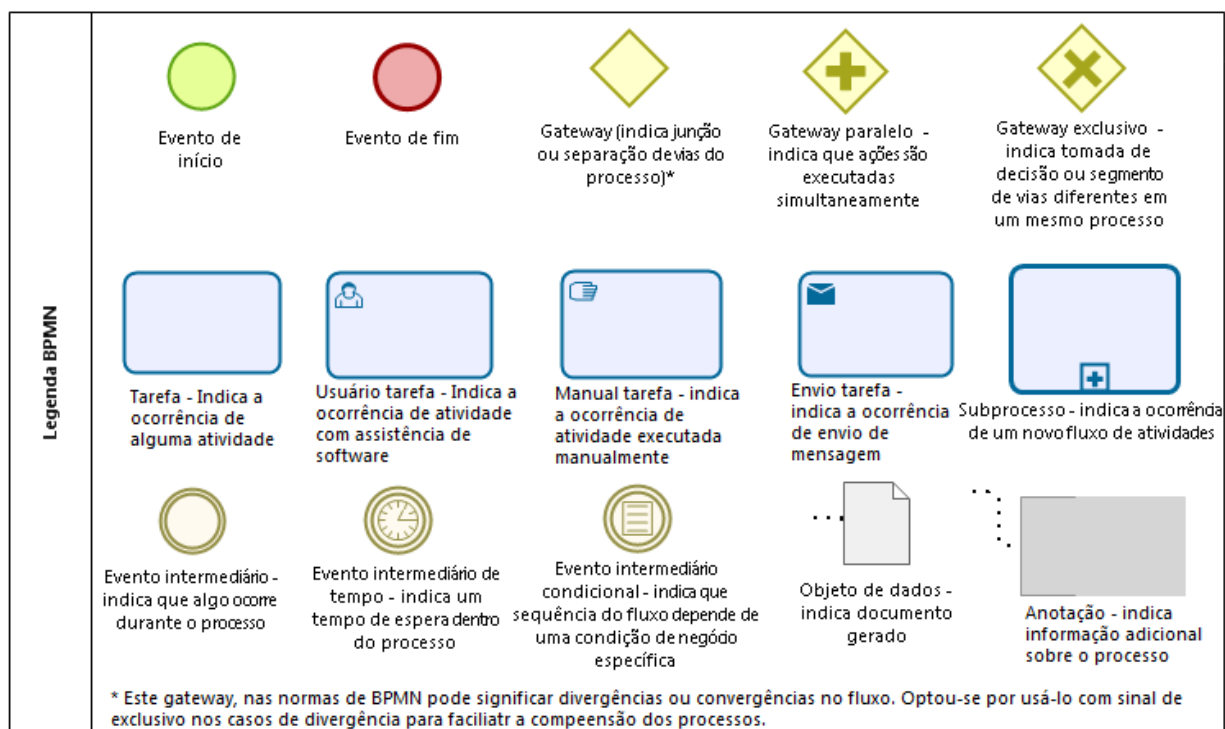 Legenda BPMN
Evento de
início
Evento de fim
Gateway (indica junção
ou separação de vias do
processo)*
Gateway paralelo -
indica que ações são
executadas
simultaneamente
Gateway exclusivo -
indica tomada de
decisão ou segmento
de vias diferentes em
um mesmo processo
Tarefa - Indica a
ocorrência de
alguma atividade
Usuário tarefa - Indica a
ocorrência de atividade
com assistência de
software
Manual tarefa - indica
a ocorrência de
atividade executada
manualmente
Envio tarefa -
indica a ocorrência
de envio de
mensagem
Subprocesso - indica a ocorrência
de um novo fluxo de atividades
Evento intermediário -
indica que algo ocorre
durante o processo
Evento intermediário de
tempo - indica um
tempo de espera dentro
do processo
Evento intermediário
condicional - indica que
sequência do fluxo depende de
uma condição de negócio
específica
Objeto de dados -
indica documento
gerado
Anotação - indica
informação adicional
sobre o processo
* Este gateway, nas normas de BPMN pode significar divergências ou convergências no fluxo. Optou-se por usá-lo com sinal de
exclusivo nos casos de divergência para faciliatr a compeensão dos processos.